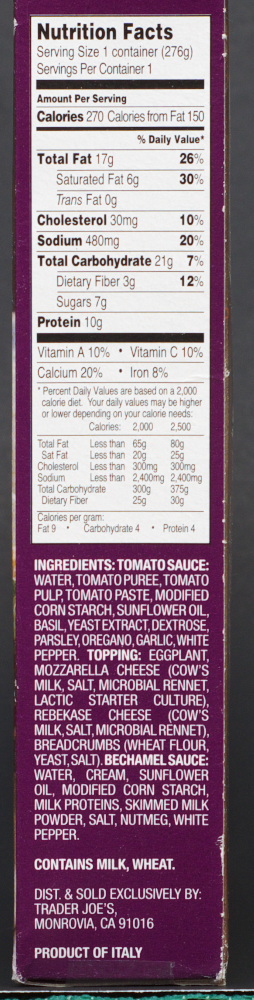 Nutrition Facts
Serving Size 1 container (276g)
Servings Per Container 1
Amount Per Serving
Calories 270 Calories from Fat 150
% Daily Value*
Total Fat 17g 26%
Saturated Fat 6g 30%
Trans Fat 0g
Cholesterol 30mg 10%
Sodium 480mg 20%
Total Carbohydrate 21g 7%
Dietary Fiber 3g 12%
Sugars 7g
Protein 10g
Vitamin A 10% • Vitamin C 10%
Calcium 20% • Iron 8%
* Percent Daily Values are based on a 2,000
calorie diet. Your daily values may be higher
or lower depending on your calorie needs:
Calories: 2,000 2,500
Total Fat Less than 65g 80g
Sat Fat Less than 20g 25g
Cholesterol Less than 300mg 300mg
Sodium Less than 2,400mg 2,400mg
Total Carbohydrate 300g 375g
Dietary Fiber 25g 30g
Calories per gram:
Fat 9 • Carbohydrate 4 • Protein 4
INGREDIENTS: TOMATO SAUCE:
WATER, TOMATO PUREE, TOMATO
PULP, TOMATO PASTE, MODIFIED
CORN STARCH, SUNFLOWER OIL,
BASIL, YEAST EXTRACT, DEXTROSE,
PARSLEY, OREGANO, GARLIC, WHITE
PEPPER. TOPPING: EGGPLANT,
MOZZARELLA CHEESE (COW'S
MILK, SALT, MICROBIAL RENNET,
LACTIC STARTER CULTURE),
REBEKASE CHEESE (COW'S
MILK, SALT, MICROBIAL RENNET),
BREADCRUMBS (WHEAT FLOUR,
YEAST, SALT). BECHAMEL SAUCE:
WATER, CREAM, SUNFLOWER
OIL, MODIFIED CORN STARCH,
MILK PROTEINS, SKIMMED MILK
POWDER, SALT, NUTMEG, WHITE
PEPPER.
CONTAINS MILK, WHEAT.
DIST. & SOLD EXCLUSIVELY BY:
TRADER JOE'S,
MONROVIA, CA 91016
PRODUCT OF ITALY